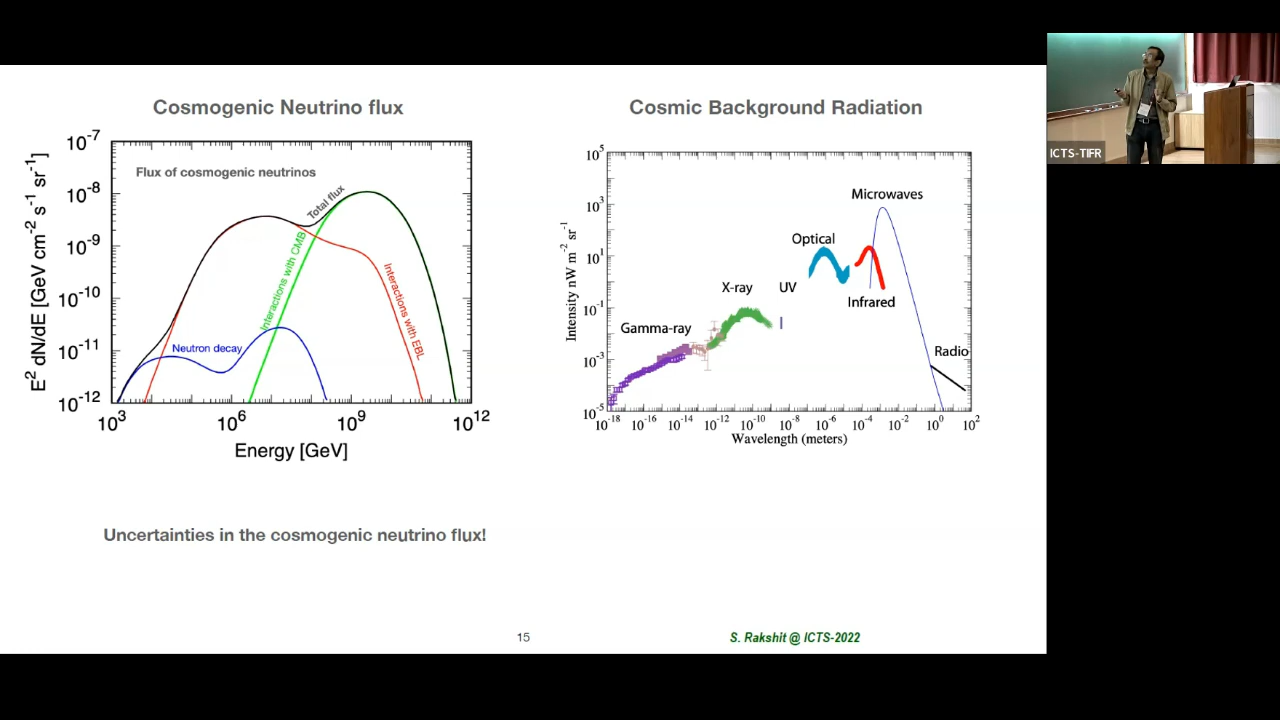 Cosmogenic Neutrino flux
Cosmic Background Radiation
ICTS-TIFR
E² dN/dE [GeV cm⁻² s⁻¹ sr⁻¹]
10⁻⁷
10⁻⁸
10⁻⁹
10⁻¹⁰
10⁻¹¹
10⁻¹²
Flux of cosmogenic neutrinos
Total flux
Interactions with CMB
Interactions with EBL
Neutron decay
10³
10⁶
10⁹
10¹²
Energy [GeV]
Intensity nW m⁻² sr⁻¹
10⁵
10³
10¹
10⁻¹
10⁻³
10⁻⁵
Microwaves
Optical
X-ray
UV
Infrared
Gamma-ray
Radio
10⁻¹⁸
10⁻¹⁶
10⁻¹⁴
10⁻¹²
10⁻¹⁰
10⁻⁸
10⁻⁶
10⁻⁴
10⁻²
10⁰
10²
Wavelength (meters)
Uncertainties in the cosmogenic neutrino flux!
15
S. Rakshit @ ICTS-2022